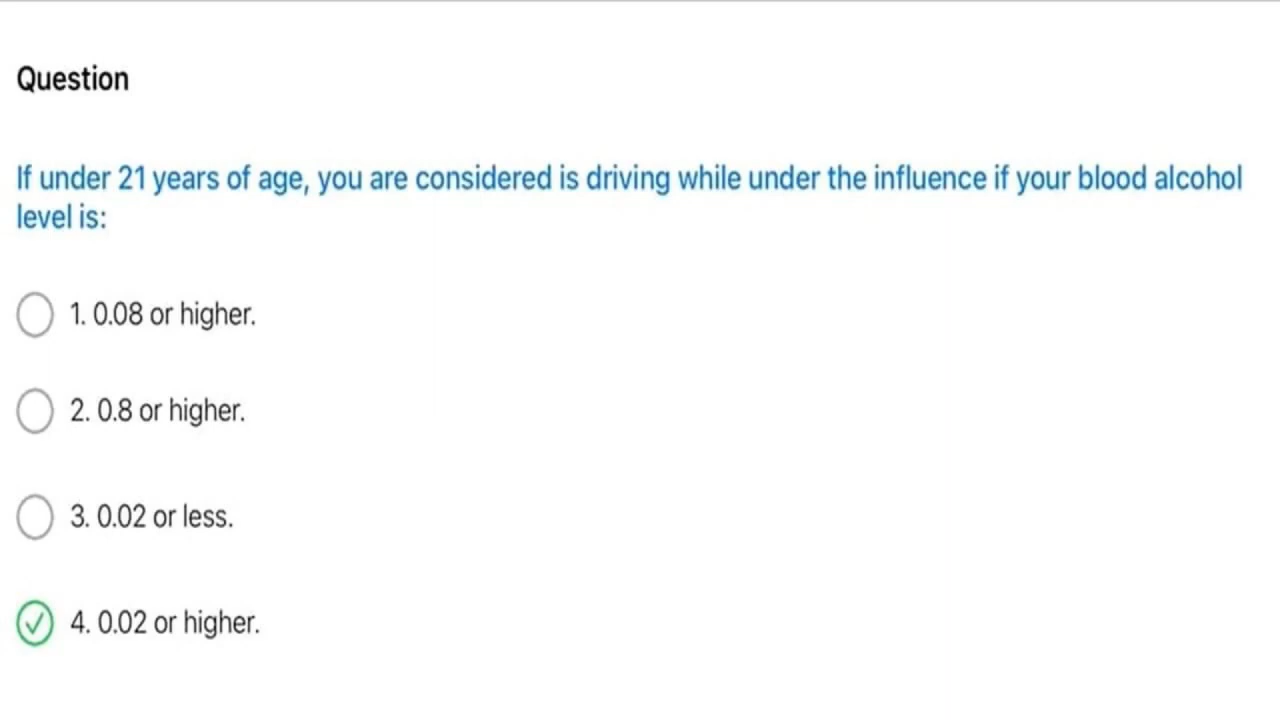 Question
If under 21 years of age, you are considered is driving while under the influence if your blood alcohol
level is:
1. 0.08 or higher.
2. 0.8 or higher.
3. 0.02 or less.
4. 0.02 or higher.